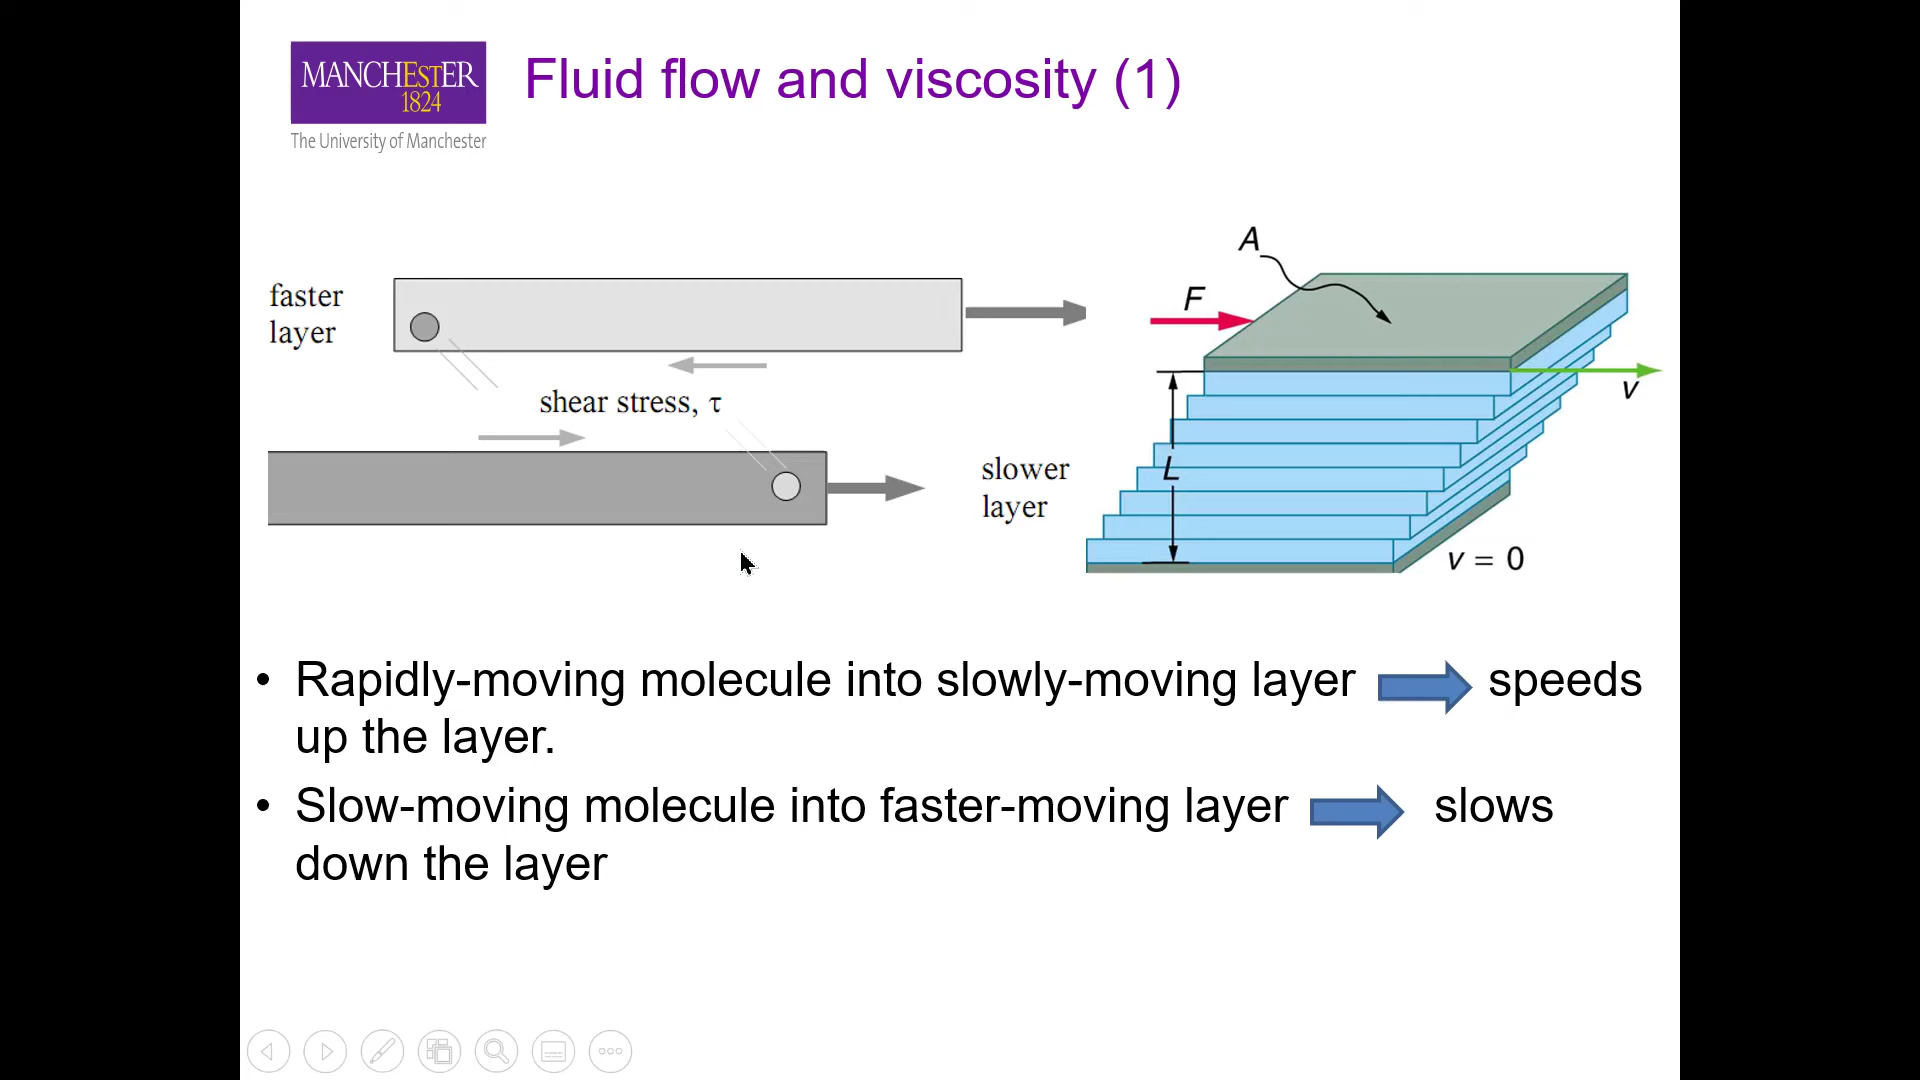 MANCHESTER
1824
The University of Manchester
Fluid flow and viscosity (1)
faster
layer
shear stress, τ
slower
layer
A
F
v
L
v = 0
• Rapidly-moving molecule into slowly-moving layer speeds
up the layer.
• Slow-moving molecule into faster-moving layer slows
down the layer